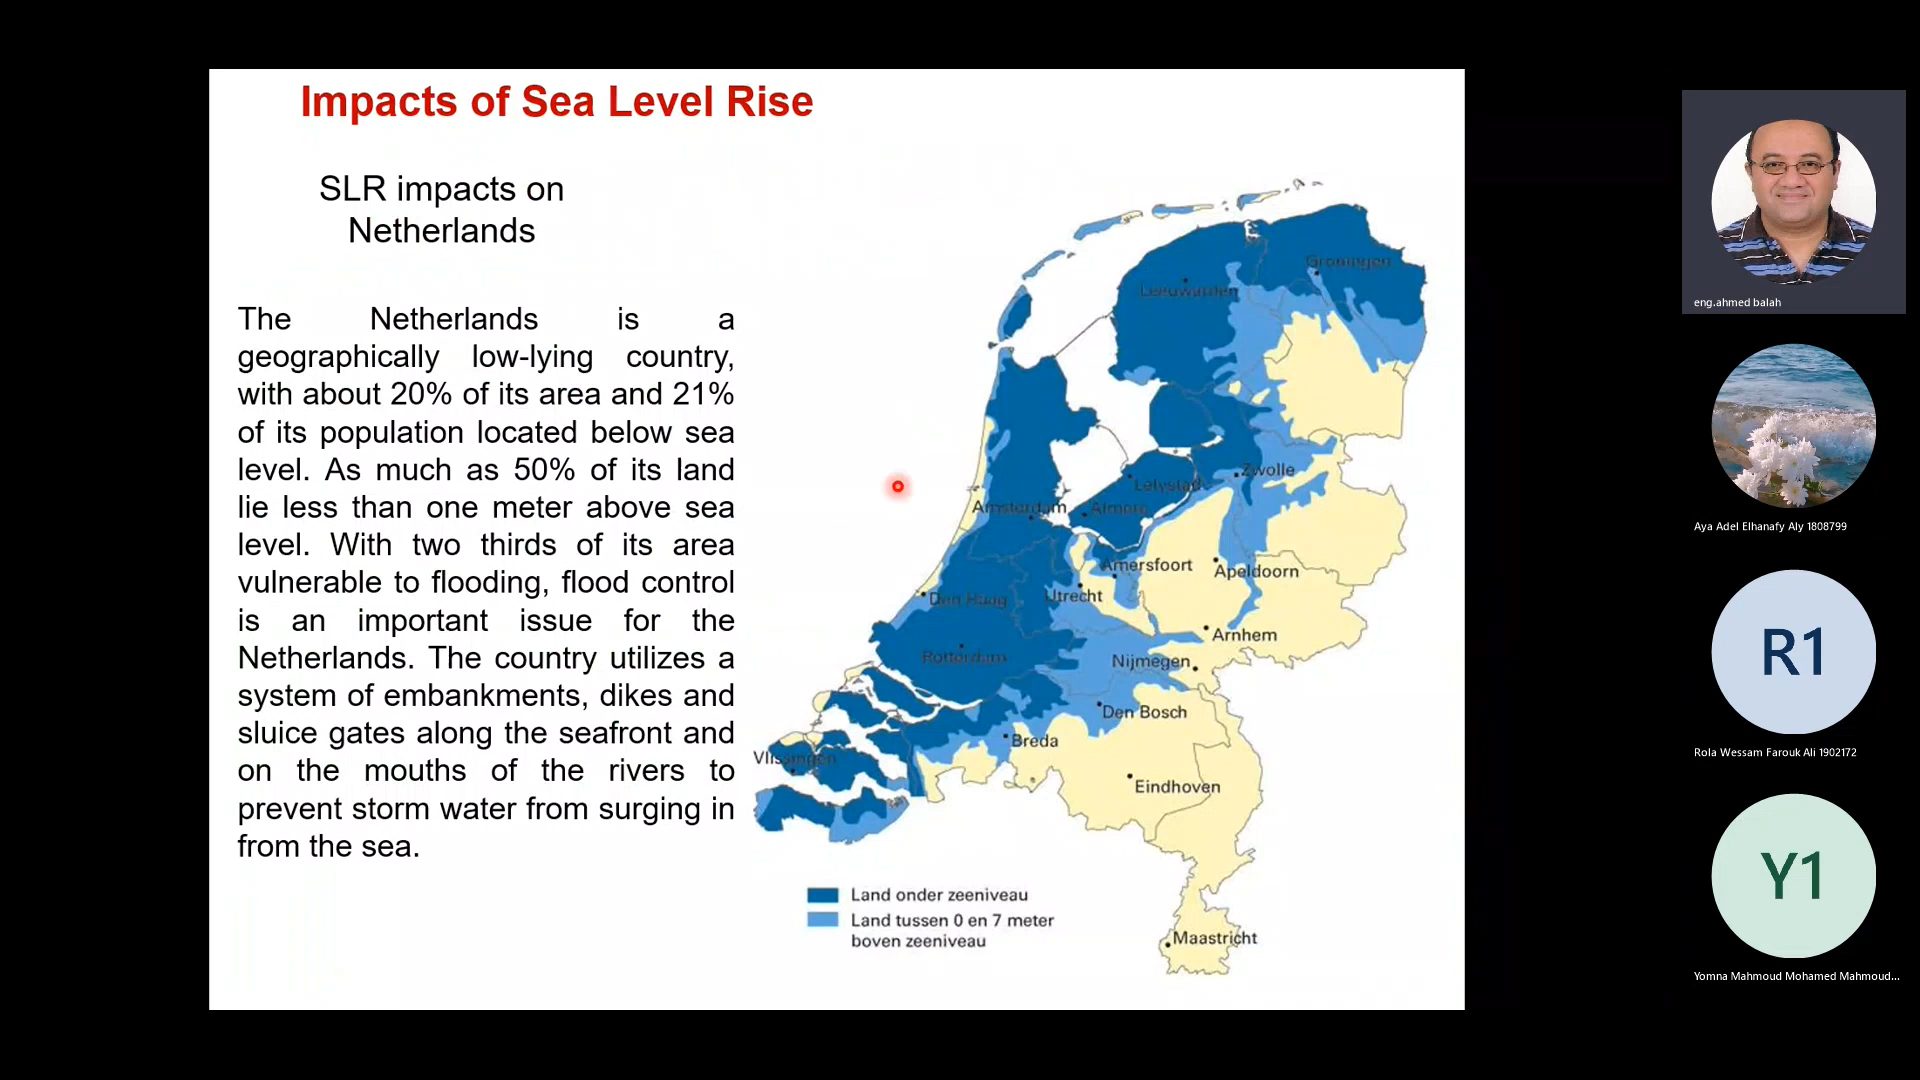 Impacts of Sea Level Rise
SLR impacts on
Netherlands
The Netherlands is a
geographically low-lying country,
with about 20% of its area and 21%
of its population located below sea
level. As much as 50% of its land
lie less than one meter above sea
level. With two thirds of its area
vulnerable to flooding, flood control
is an important issue for the
Netherlands. The country utilizes a
system of embankments, dikes and
sluice gates along the seafront and
on the mouths of the rivers to
prevent storm water from surging in
from the sea.
Groningen
Leeuwarden
Zwolle
Lelystad
Amsterdam
Almere
Amersfoort
Apeldoorn
Den Haag
Utrecht
Arnhem
Rotterdam
Nijmegen
Den Bosch
Breda
Vlissingen
Eindhoven
Maastricht
Land onder zeeniveau
Land tussen 0 en 7 meter
boven zeeniveau
eng.ahmed balah
Aya Adel Elhanafy Aly 1808799
R1
Rola Wessam Farouk Ali 1902172
Y1
Yomna Mahmoud Mohamed Mahmoud...